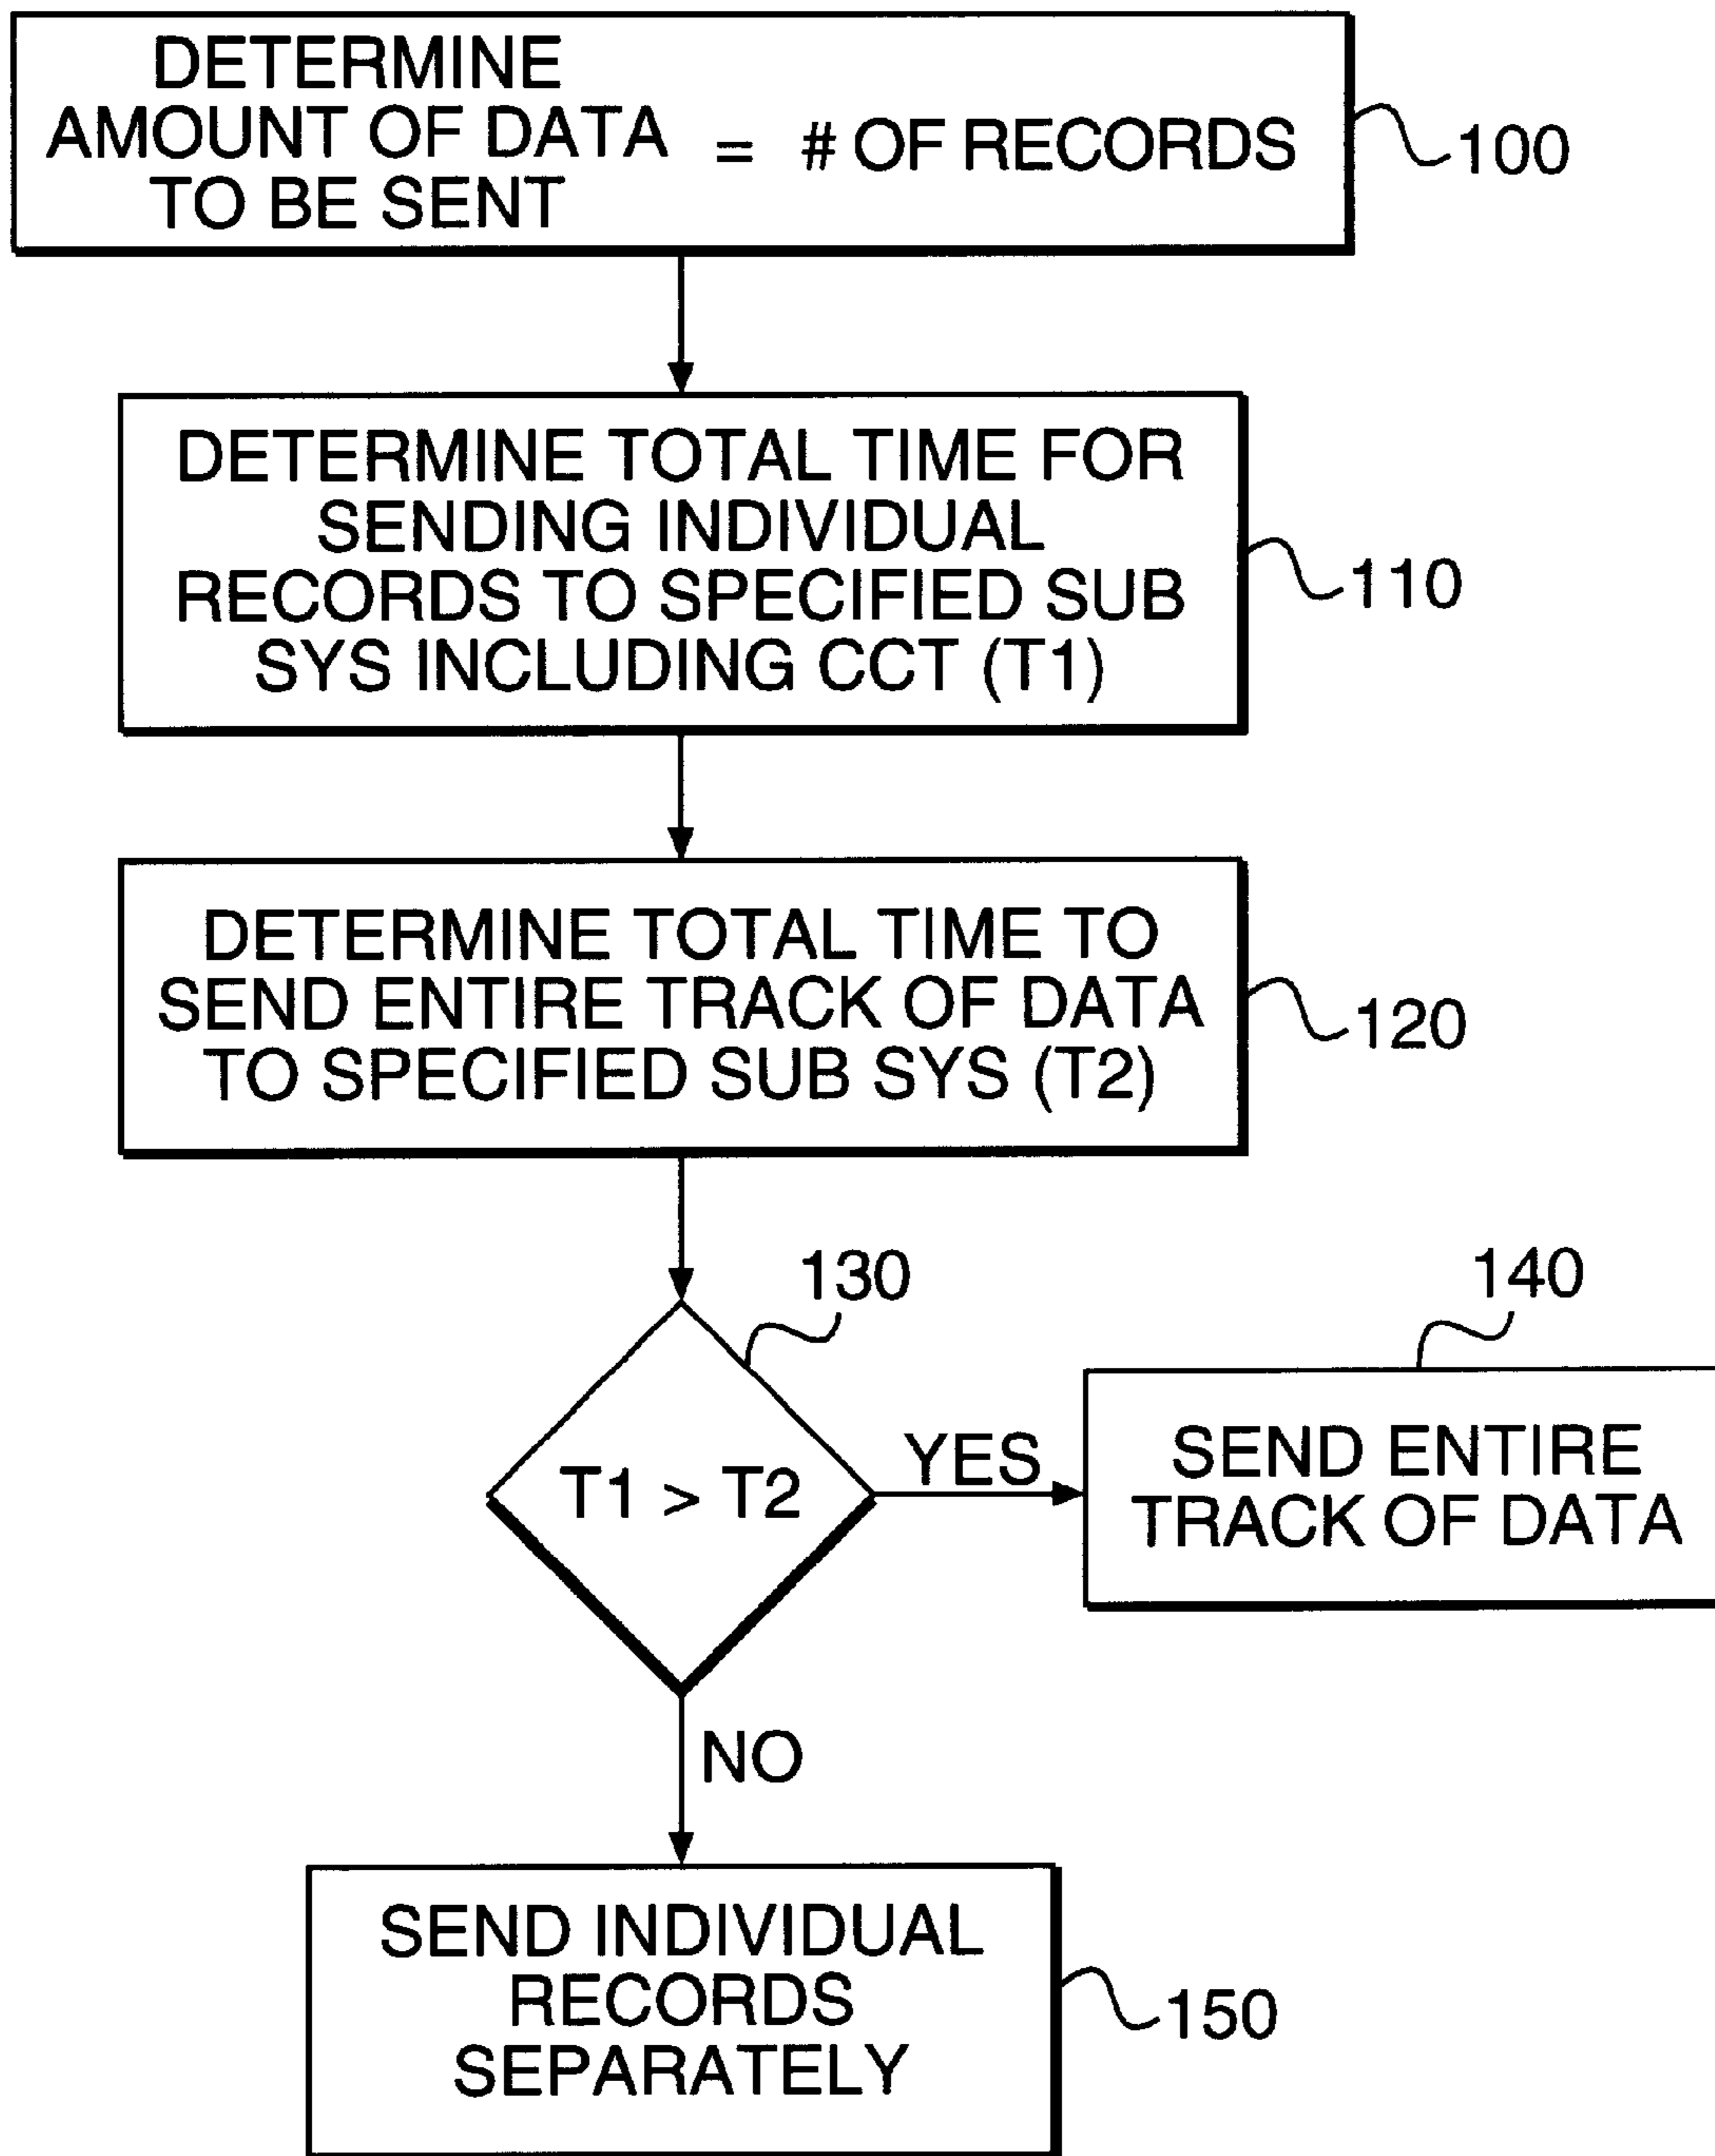 DETERMINE
AMOUNT OF DATA = # OF RECORDS
TO BE SENT
100
DETERMINE TOTAL TIME FOR
SENDING INDIVIDUAL
RECORDS TO SPECIFIED SUB
SYS INCLUDING CCT (T1)
110
DETERMINE TOTAL TIME TO
SEND ENTIRE TRACK OF DATA
TO SPECIFIED SUB SYS (T2)
120
130
T1 > T2
YES
140
SEND ENTIRE
TRACK OF DATA
NO
SEND INDIVIDUAL
RECORDS
SEPARATELY
150